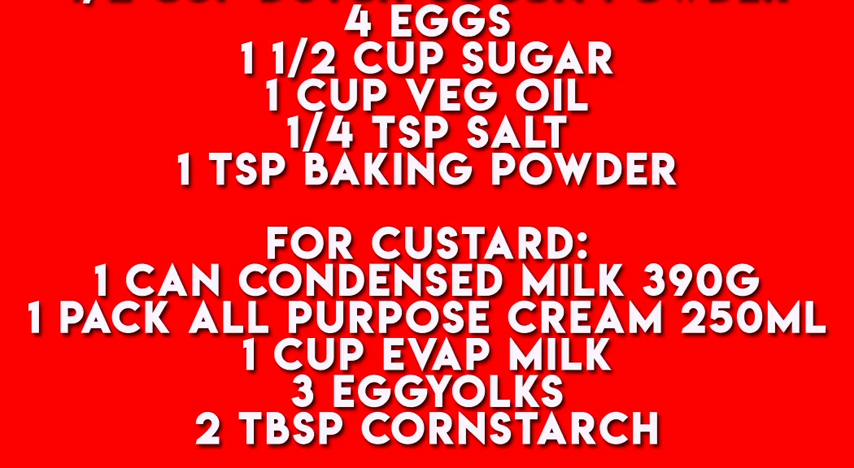 4 EGGS
1 1/2 CUP SUGAR
1 CUP VEG OIL
1/4 TSP SALT
1 TSP BAKING POWDER
FOR CUSTARD:
1 CAN CONDENSED MILK 390G
1 PACK ALL PURPOSE CREAM 250ML
1 CUP EVAP MILK
3 EGGYOLKS
2 TBSP CORNSTARCH